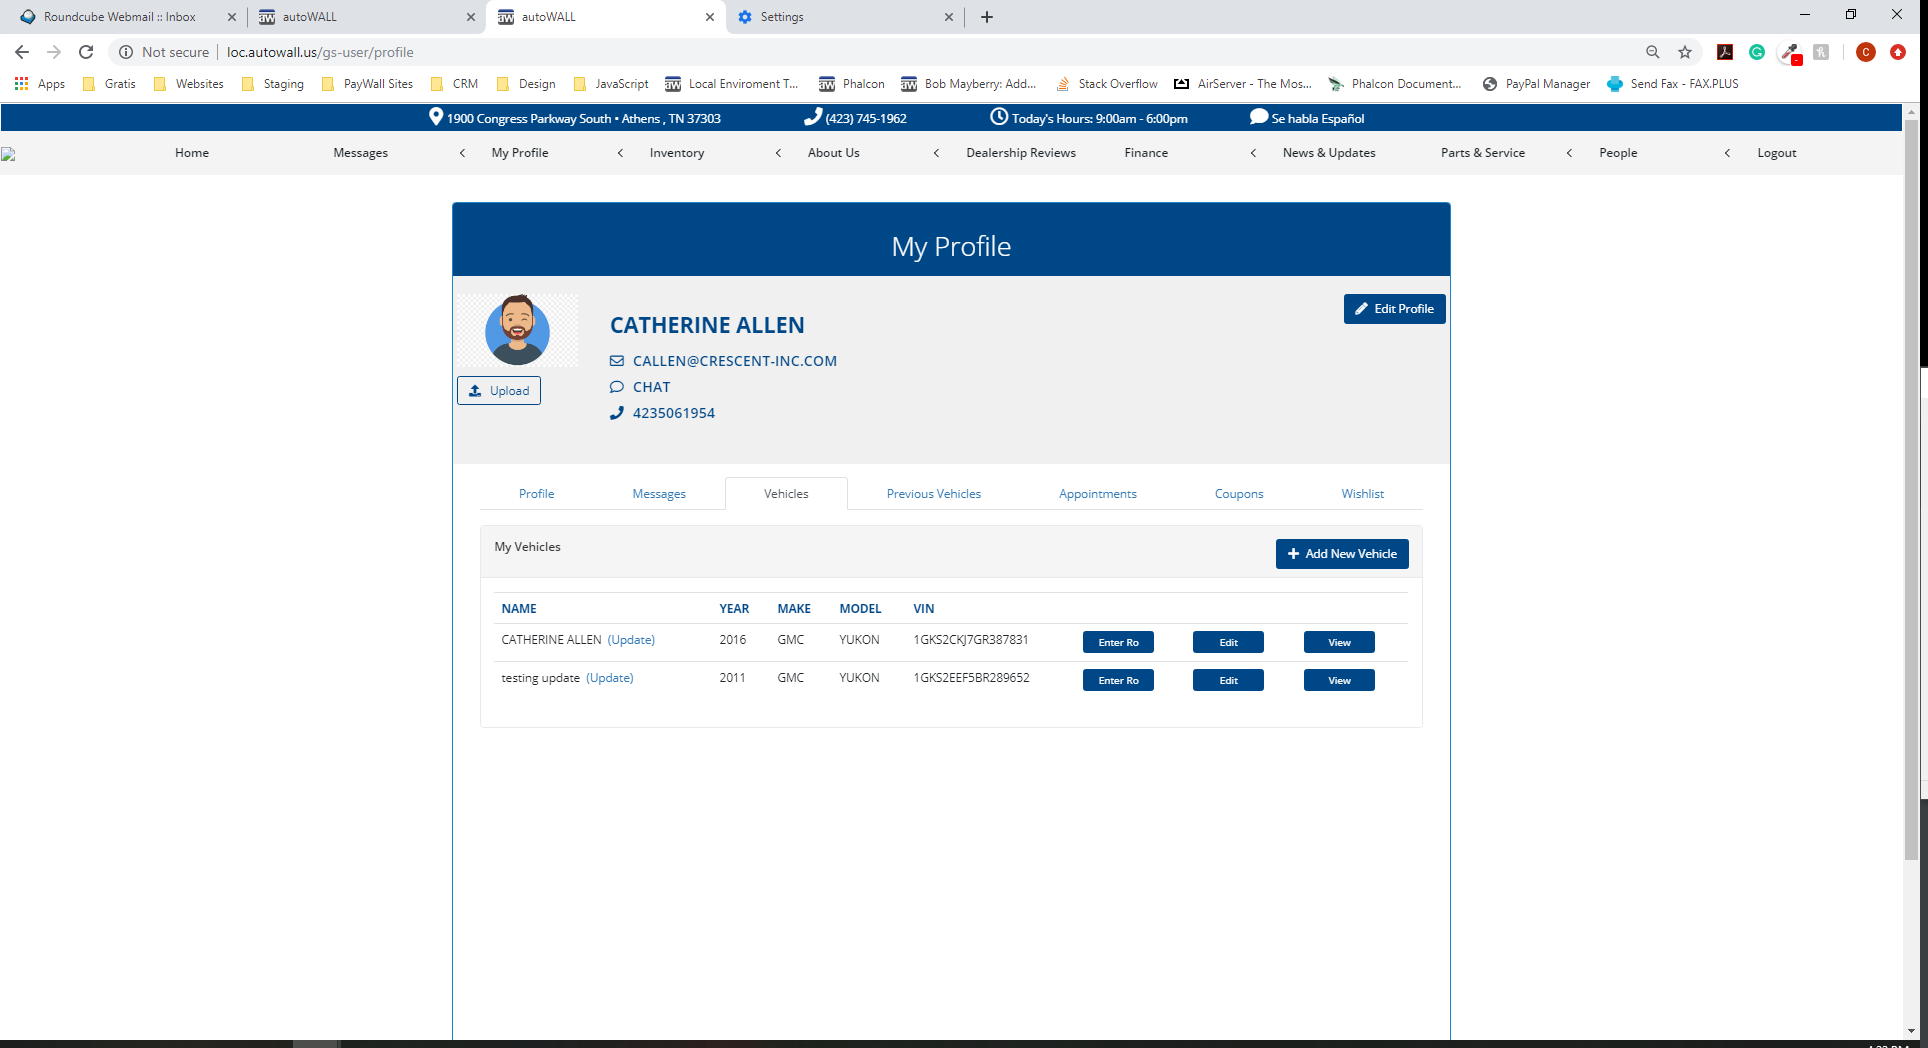 Roundcube Webmail :: Inbox autoWALL autoWALL Settings
Not secure loc.autowall.us/gs-user/profile
Apps Gratis Websites Staging PayWall Sites CRM Design JavaScript Local Enviroment T... Phalcon Bob Mayberry: Add... Stack Overflow AirServer - The Mos... Phalcon Document... PayPal Manager Send Fax - FAX.PLUS
1900 Congress Parkway South • Athens , TN 37303 (423) 745-1962 Today's Hours: 9:00am - 6:00pm Se habla Español
Home Messages My Profile Inventory About Us Dealership Reviews Finance News & Updates Parts & Service People Logout
My Profile
Edit Profile
CATHERINE ALLEN
CALLEN@CRESCENT-INC.COM
CHAT
Upload
4235061954
Profile Messages Vehicles Previous Vehicles Appointments Coupons Wishlist
My Vehicles
Add New Vehicle
NAME YEAR MAKE MODEL VIN
CATHERINE ALLEN (Update) 2016 GMC YUKON 1GKS2CKJ7GR387831 Enter Ro Edit View
testing update (Update) 2011 GMC YUKON 1GKS2EEF5BR289652 Enter Ro Edit View